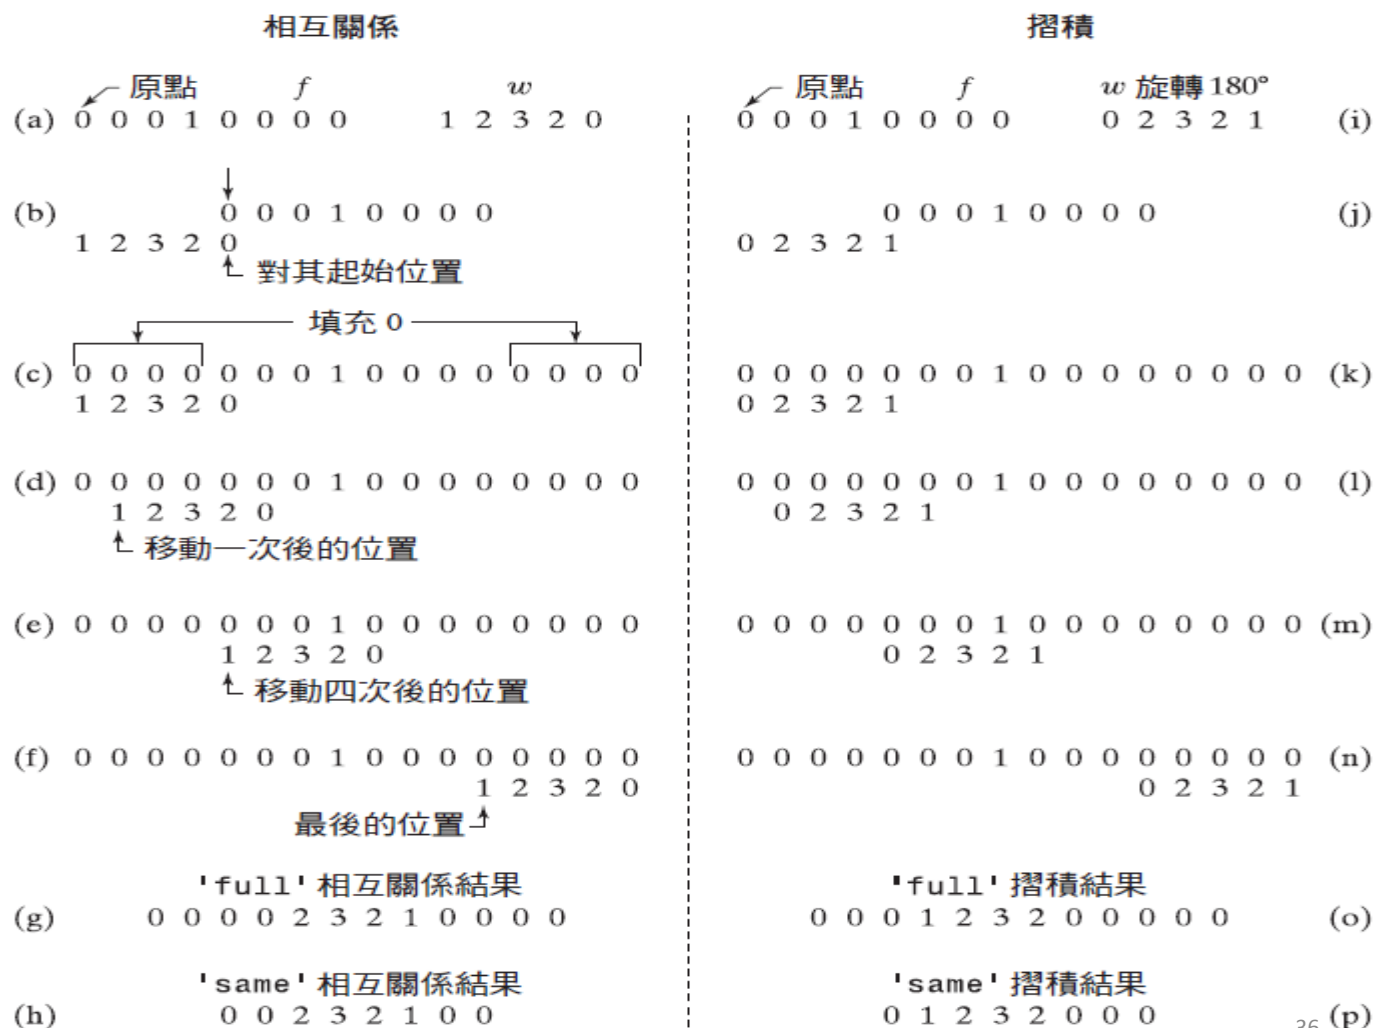 相互關係
摺積
原點 f w
(a) 0 0 0 1 0 0 0 0 1 2 3 2 0
原點 f w 旋轉 180°
0 0 0 1 0 0 0 0 0 2 3 2 1 (i)
(b) 0 0 0 1 0 0 0 0
1 2 3 2 0
對其起始位置
0 0 0 1 0 0 0 0 (j)
0 2 3 2 1
填充 0
(c) 0 0 0 0 0 0 0 1 0 0 0 0 0 0 0 0
1 2 3 2 0
0 0 0 0 0 0 0 1 0 0 0 0 0 0 0 0 (k)
0 2 3 2 1
(d) 0 0 0 0 0 0 0 1 0 0 0 0 0 0 0 0
1 2 3 2 0
移動一次後的位置
0 0 0 0 0 0 0 1 0 0 0 0 0 0 0 0 (l)
0 2 3 2 1
(e) 0 0 0 0 0 0 0 1 0 0 0 0 0 0 0 0
1 2 3 2 0
移動四次後的位置
0 0 0 0 0 0 0 1 0 0 0 0 0 0 0 0 (m)
0 2 3 2 1
(f) 0 0 0 0 0 0 0 1 0 0 0 0 0 0 0 0
1 2 3 2 0
最後的位置
0 0 0 0 0 0 0 1 0 0 0 0 0 0 0 0 (n)
0 2 3 2 1
'full' 相互關係結果
(g) 0 0 0 0 2 3 2 1 0 0 0 0
'full' 摺積結果
0 0 0 1 2 3 2 0 0 0 0 0 (o)
'same' 相互關係結果
(h) 0 0 2 3 2 1 0 0
'same' 摺積結果
0 1 2 3 2 0 0 0 (p)